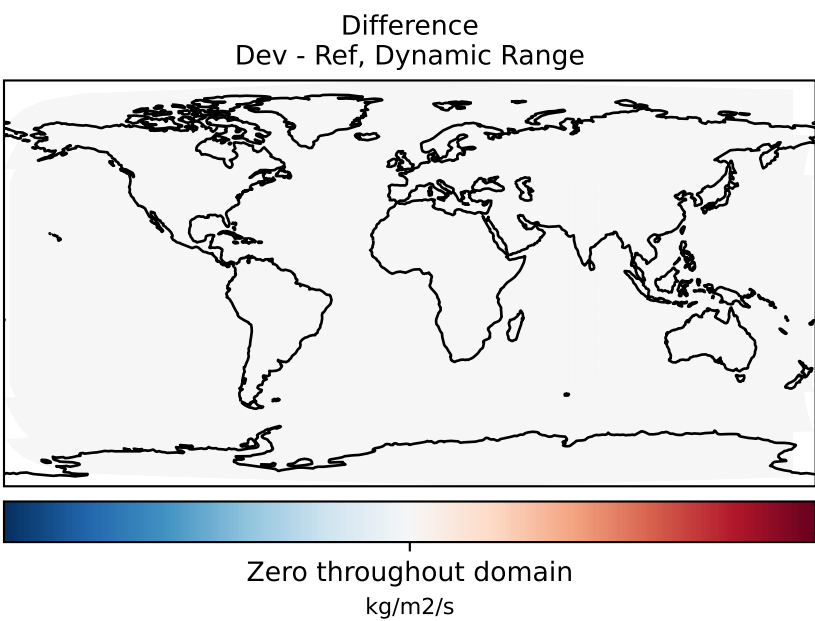 Difference
Dev - Ref, Dynamic Range
Zero throughout domain
kg/m2/s